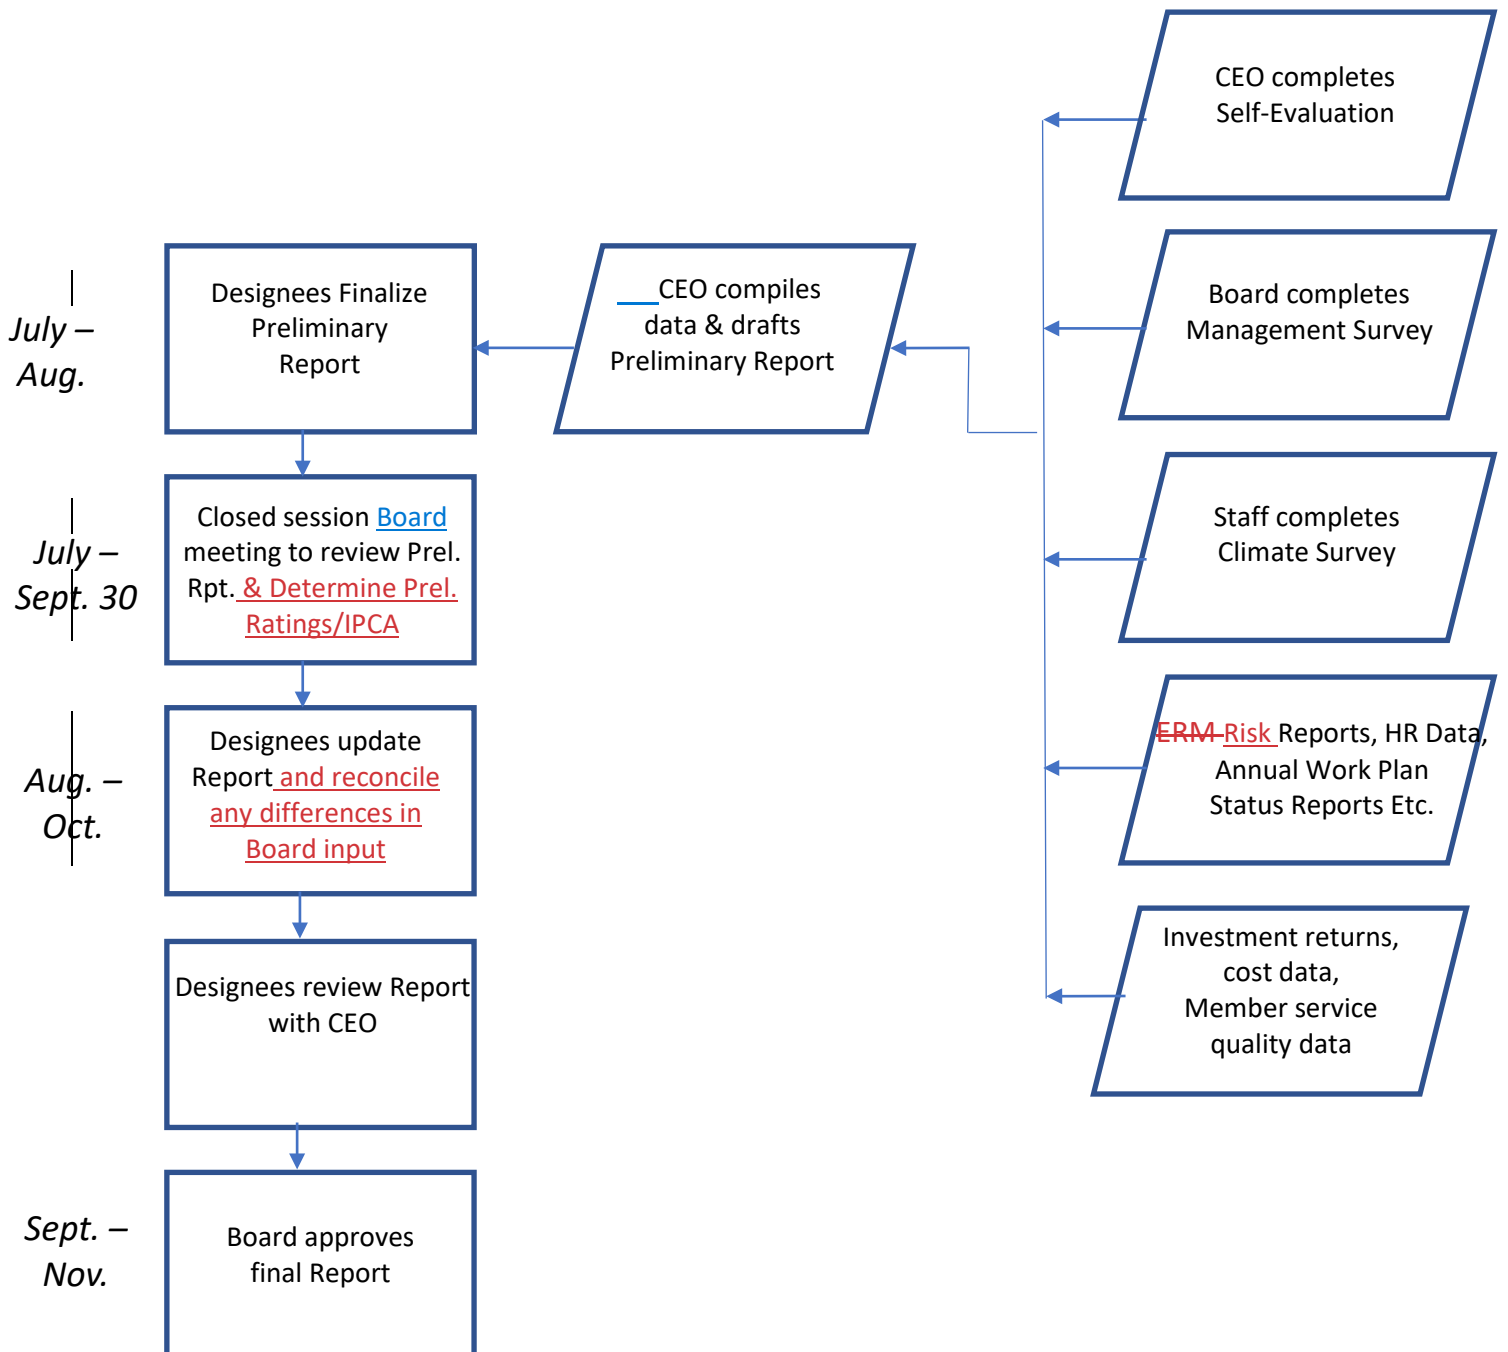 CEO completes
Self-Evaluation
Board completes
Management Survey
Staff completes
Climate Survey
ERM Risk Reports, HR Data,
Annual Work Plan
Status Reports Etc.
Investment returns,
cost data,
Member service
quality data
CEO compiles
data & drafts
Preliminary Report
July –
Aug.
Designees Finalize
Preliminary
Report
July –
Sept. 30
Closed session Board
meeting to review Prel.
Rpt. & Determine Prel.
Ratings/IPCA
Aug. –
Oct.
Designees update
Report and reconcile
any differences in
Board input
Designees review Report
with CEO
Sept. –
Nov.
Board approves
final Report